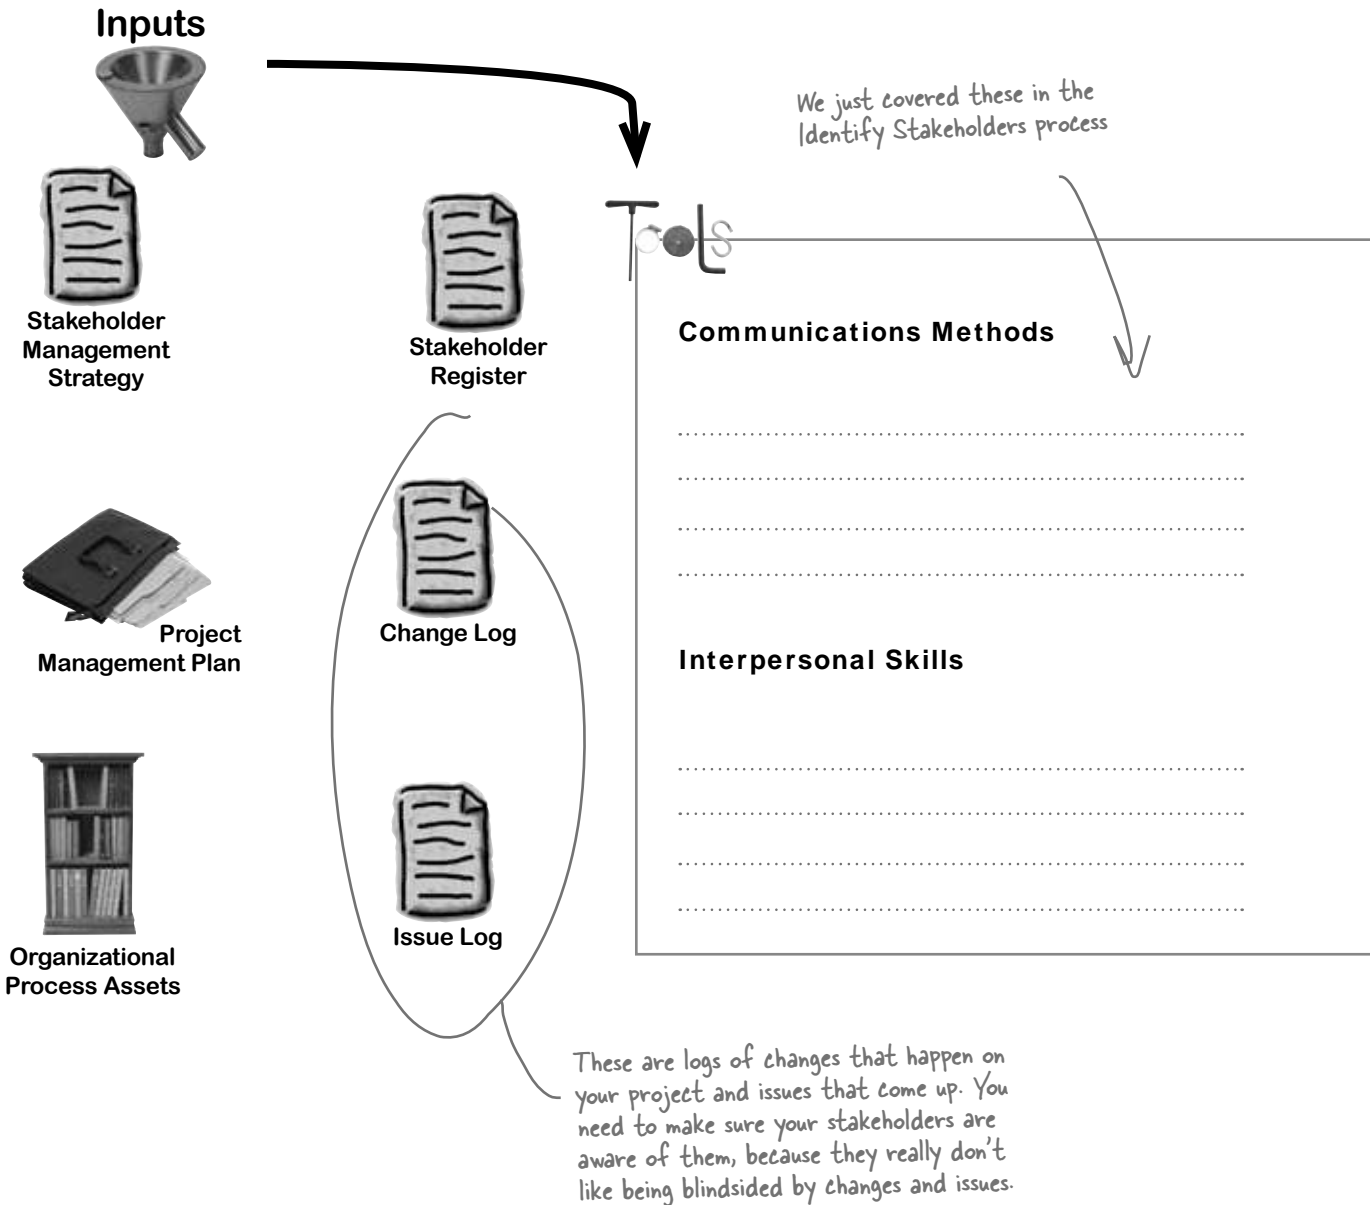 Inputs
We just covered these in the
Identify Stakeholders process
Tools
Stakeholder
Management
Strategy
Stakeholder
Register
Communications Methods
Project
Management Plan
Change Log
Interpersonal Skills
Organizational
Process Assets
Issue Log
These are logs of changes that happen on
your project and issues that come up. You
need to make sure your stakeholders are
aware of them, because they really don't
like being blindsided by changes and issues.